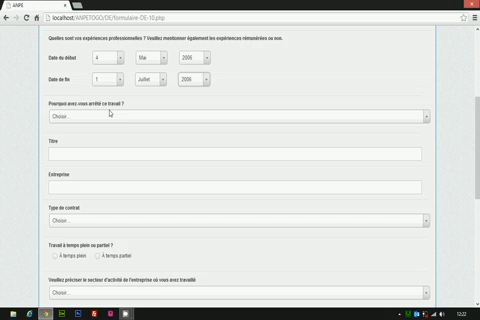 ANPE
localhost/ANPETOGO/DE/formulaire-DE-10.php
Quelles sont vos expériences professionnelles ? Veuillez mentionner également les expériences rémunérées ou non.
Date du début 4 Mai 2006
Date de fin 1 Juillet 2006
Pourquoi avez-vous arrêté ce travail ?
Choisir...
Titre
Entreprise
Type de contrat
Choisir...
Travail à temps plein ou partiel ?
A temps plein A temps partiel
Veuillez préciser le secteur d'activité de l'entreprise où vous avez travaillé
Choisir...
12:22